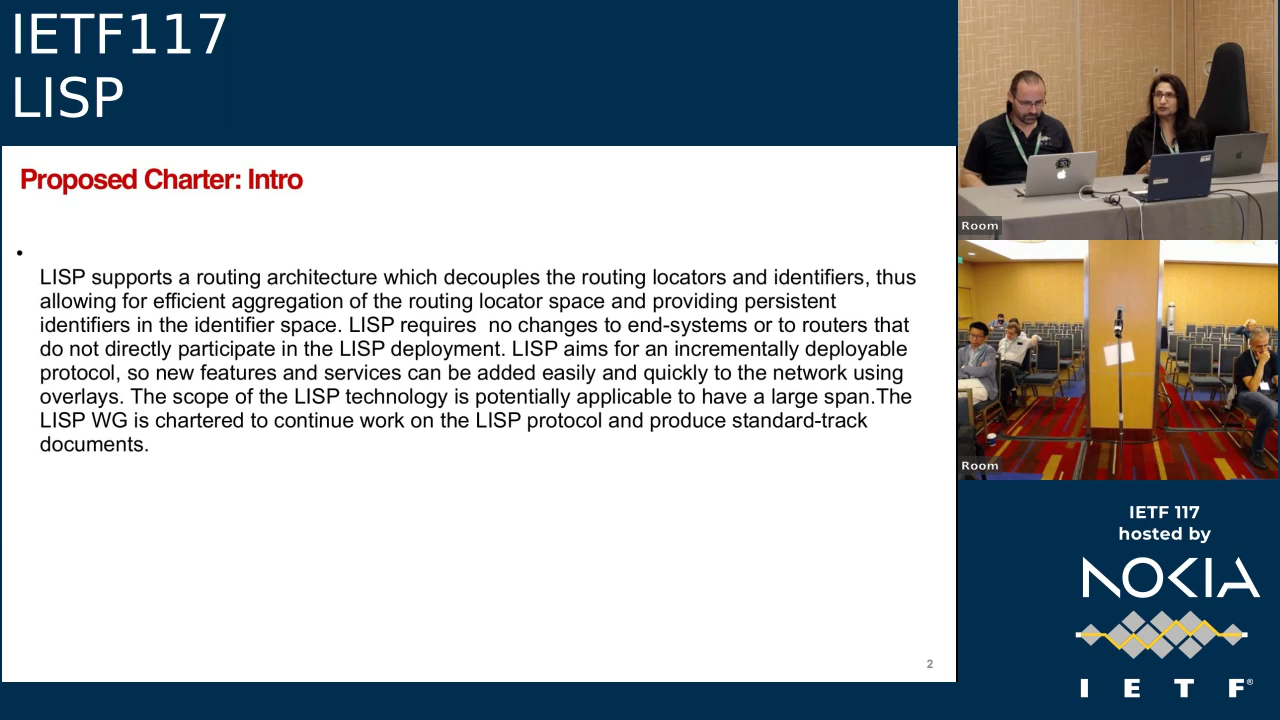 IETF117
LISP
Proposed Charter: Intro
•
LISP supports a routing architecture which decouples the routing locators and identifiers, thus
allowing for efficient aggregation of the routing locator space and providing persistent
identifiers in the identifier space. LISP requires  no changes to end-systems or to routers that
do not directly participate in the LISP deployment. LISP aims for an incrementally deployable
protocol, so new features and services can be added easily and quickly to the network using
overlays. The scope of the LISP technology is potentially applicable to have a large span.The
LISP WG is chartered to continue work on the LISP protocol and produce standard-track
documents.
2
Room
Room
IETF 117
hosted by
NOKIA
I E T F®